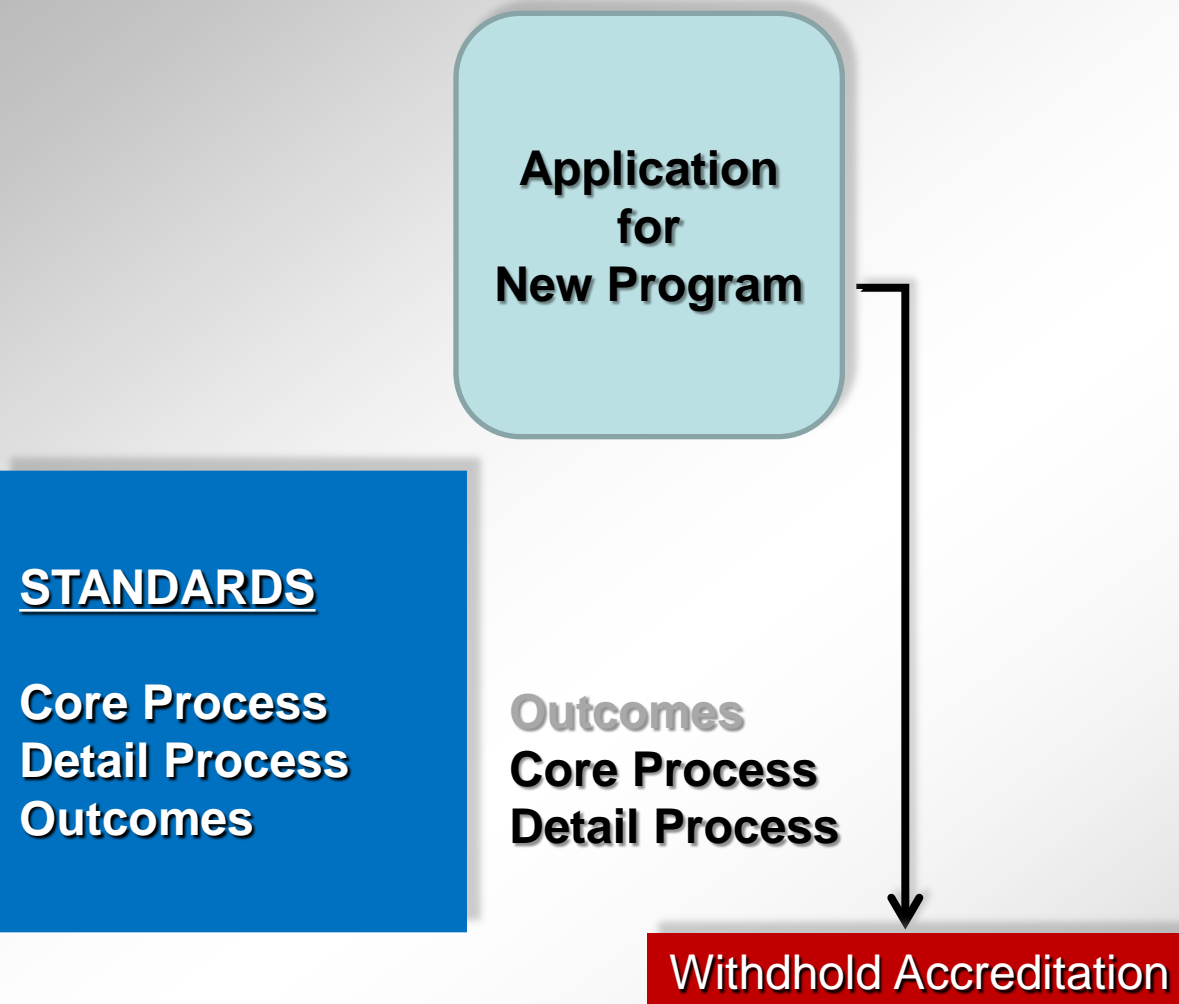 Application
for
New Program
STANDARDS
Core Process
Detail Process
Outcomes
Outcomes
Core Process
Detail Process
Withdhold Accreditation